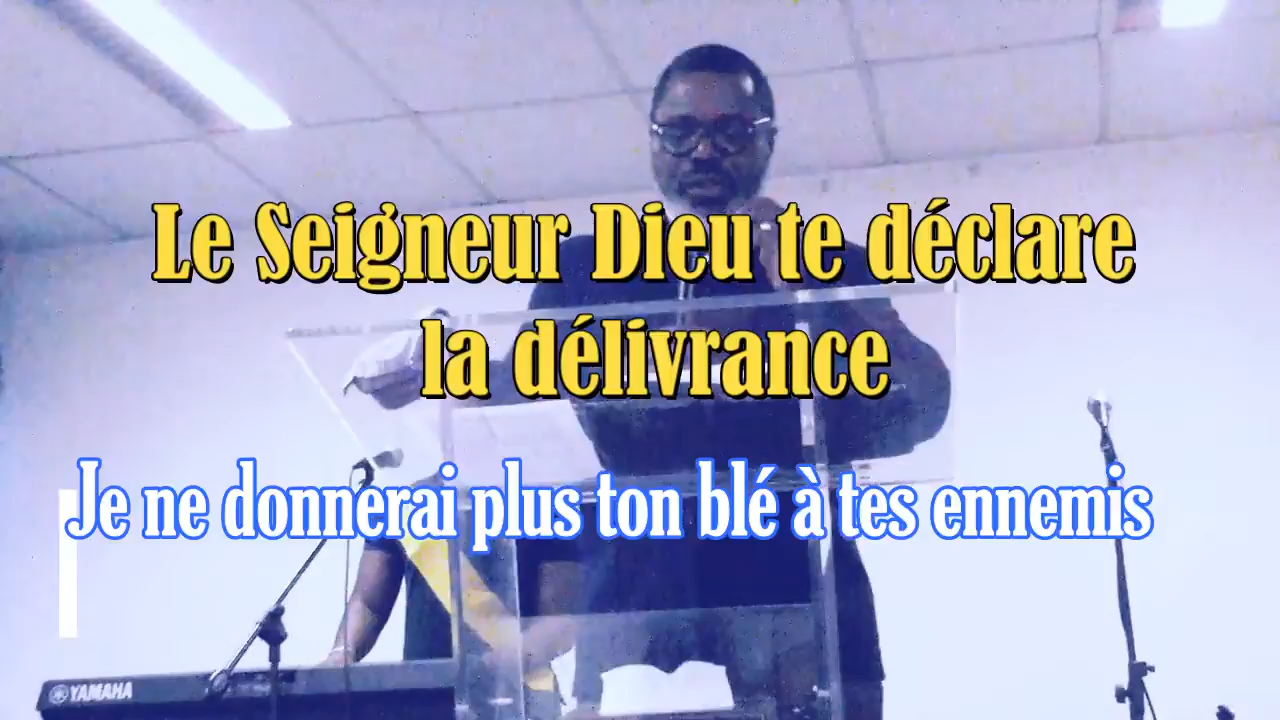 Le Seigneur Dieu te déclare
la délivrance
Je ne donnerai plus ton blé à tes ennemis
YAMAHA